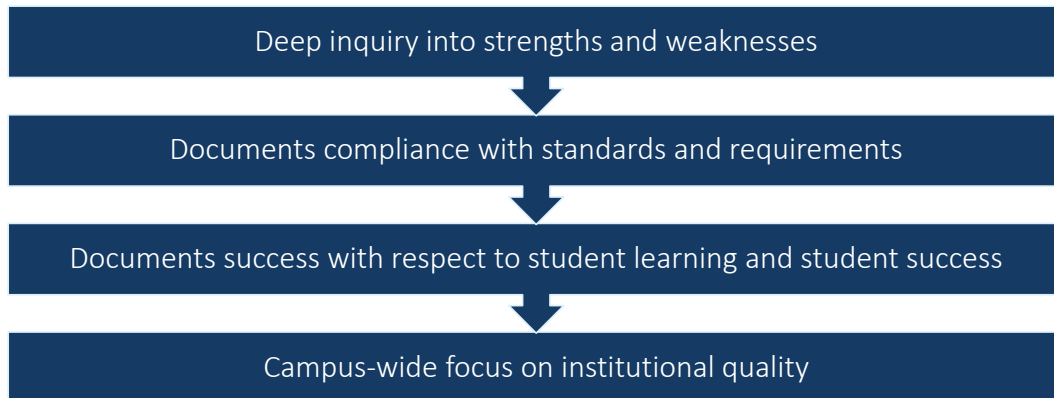 Deep inquiry into strengths and weaknesses
Documents compliance with standards and requirements
Documents success with respect to student learning and student success
Campus-wide focus on institutional quality